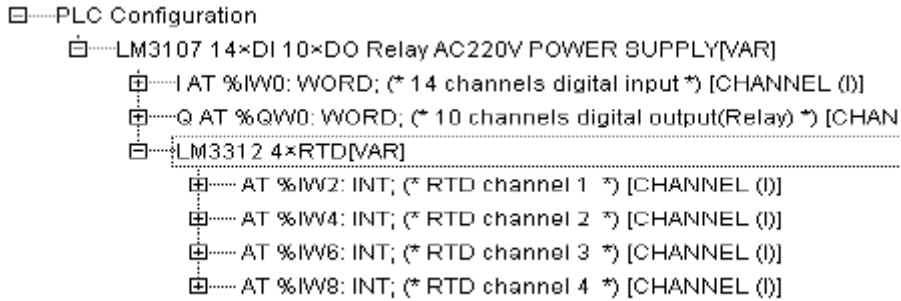 PLC Configuration
LM3107 14×DI 10×DO Relay AC220V POWER SUPPLY[VAR]
I AT %IW0: WORD; (* 14 channels digital input *) [CHANNEL (I)]
Q AT %QW0: WORD; (* 10 channels digital output(Relay) *) [CHAN
LM3312 4×RTD[VAR]
AT %IW2: INT; (* RTD channel 1 *) [CHANNEL (I)]
AT %IW4: INT; (* RTD channel 2 *) [CHANNEL (I)]
AT %IW6: INT; (* RTD channel 3 *) [CHANNEL (I)]
AT %IW8: INT; (* RTD channel 4 *) [CHANNEL (I)]